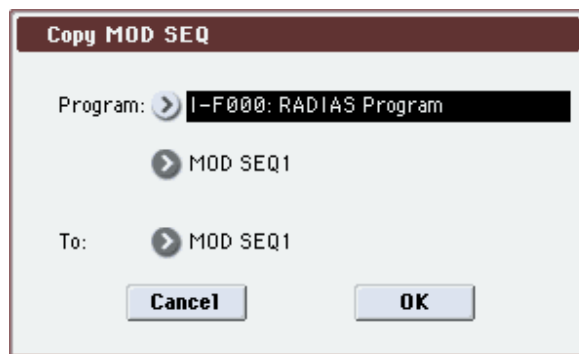 Copy MOD SEQ
Program: I-F000: RADIAS Program
MOD SEQ1
To: MOD SEQ1
Cancel OK